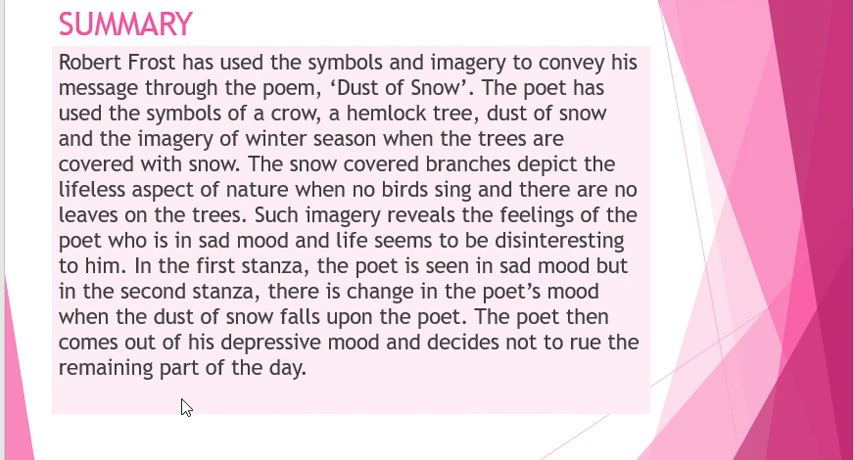 SUMMARY
Robert Frost has used the symbols and imagery to convey his
message through the poem, ‘Dust of Snow’. The poet has
used the symbols of a crow, a hemlock tree, dust of snow
and the imagery of winter season when the trees are
covered with snow. The snow covered branches depict the
lifeless aspect of nature when no birds sing and there are no
leaves on the trees. Such imagery reveals the feelings of the
poet who is in sad mood and life seems to be disinteresting
to him. In the first stanza, the poet is seen in sad mood but
in the second stanza, there is change in the poet’s mood
when the dust of snow falls upon the poet. The poet then
comes out of his depressive mood and decides not to rue the
remaining part of the day.